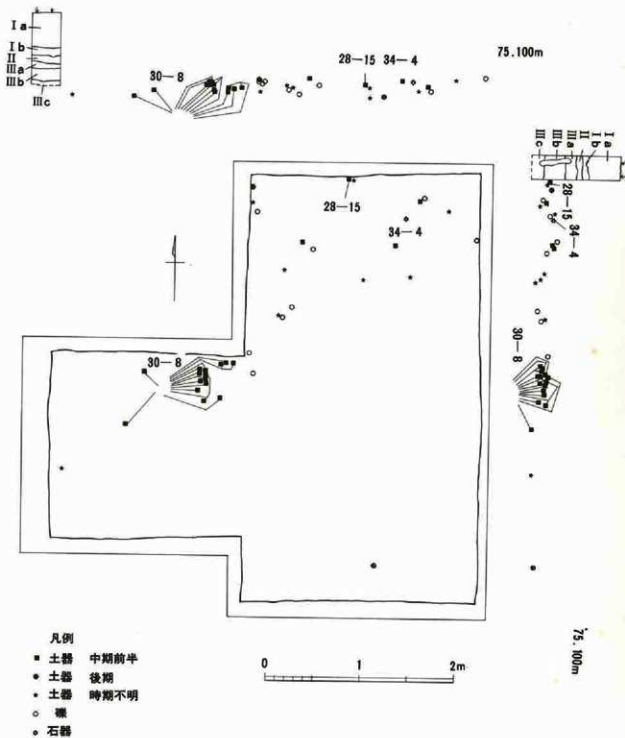 Ⅰa
Ⅰb
Ⅱ
Ⅲa
Ⅲb
Ⅲc
30—8
28—15 34—4
75.100m
Ⅲc
Ⅲb
Ⅲa
Ⅱ
Ⅰb
Ⅰa
28—15
34—4
30—8
28—15
34—4
30—8
75.100m
凡例
■ 土器 中期前半
● 土器 後期
★ 土器 時期不明
○ 礫
石器
0 1 2m